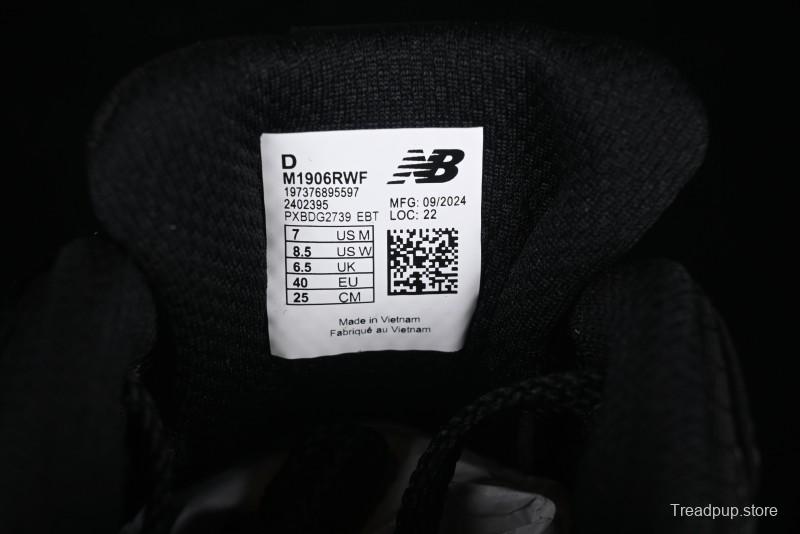 D
M1906RWF
197376895597
2402395
PXBDG2739 EBT
NB
MFG: 09/2024
LOC: 22
7 US M
8.5 US W
6.5 UK
40 EU
25 CM
Made in Vietnam
Fabriqué au Vietnam
Treadpup.store